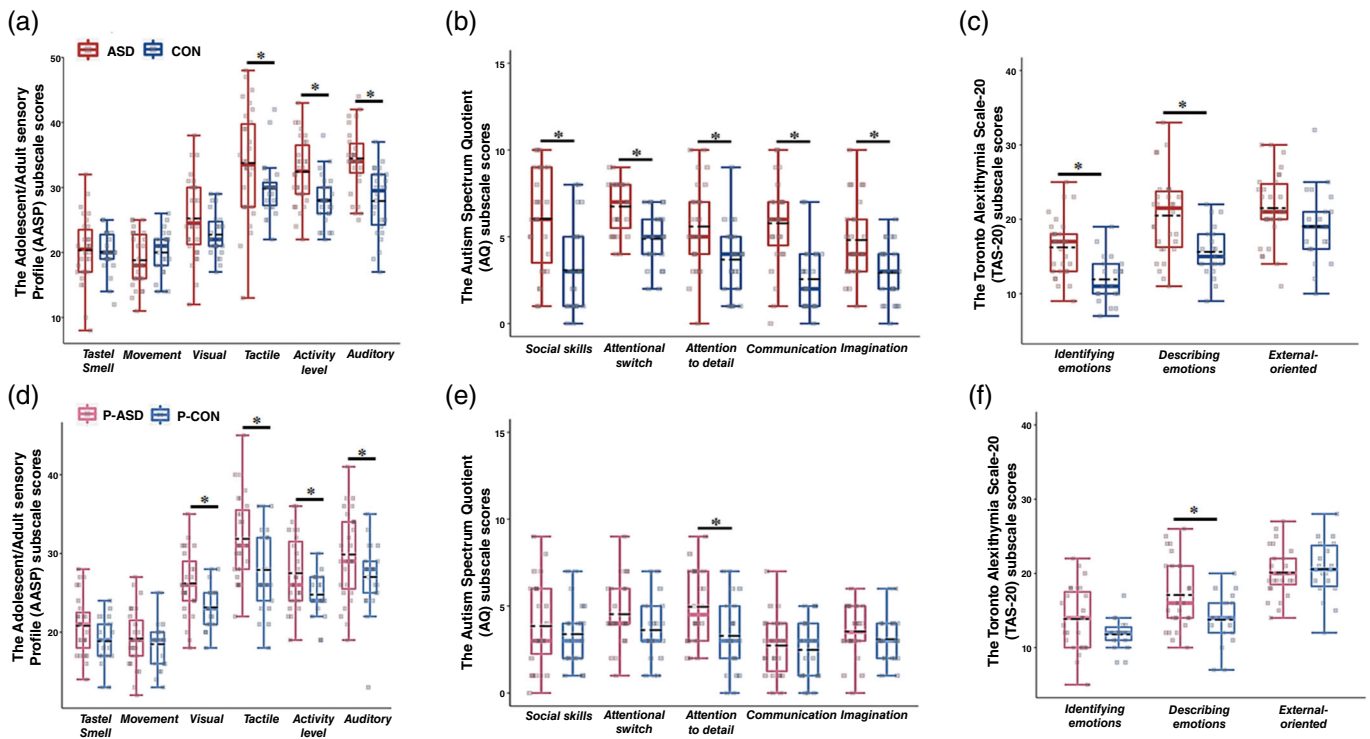 (a)
ASD CON
The Adolescent/Adult sensory
Profile (AASP) subscale scores
50
40
30
20
10
*
*
*
Tastel
Smell
Movement
Visual
Tactile
Activity
level
Auditory
(b)
The Autism Spectrum Quotient
(AQ) subscale scores
15
10
5
0
*
*
*
*
*
Social skills
Attentional
switch
Attention
to detail
Communication
Imagination
(c)
The Toronto Alexithymia Scale-20
(TAS-20) subscale scores
40
30
20
10
*
*
Identifying
emotions
Describing
emotions
External-
oriented
(d)
P-ASD P-CON
The Adolescent/Adult sensory
Profile (AASP) subscale scores
50
40
30
20
*
*
*
*
Tastel
Smell
Movement
Visual
Tactile
Activity
level
Auditory
(e)
The Autism Spectrum Quotient
(AQ) subscale scores
15
10
5
0
*
Social skills
Attentional
switch
Attention
to detail
Communication
Imagination
(f)
The Toronto Alexithymia Scale-20
(TAS-20) subscale scores
40
30
20
10
*
Identifying
emotions
Describing
emotions
External-
oriented